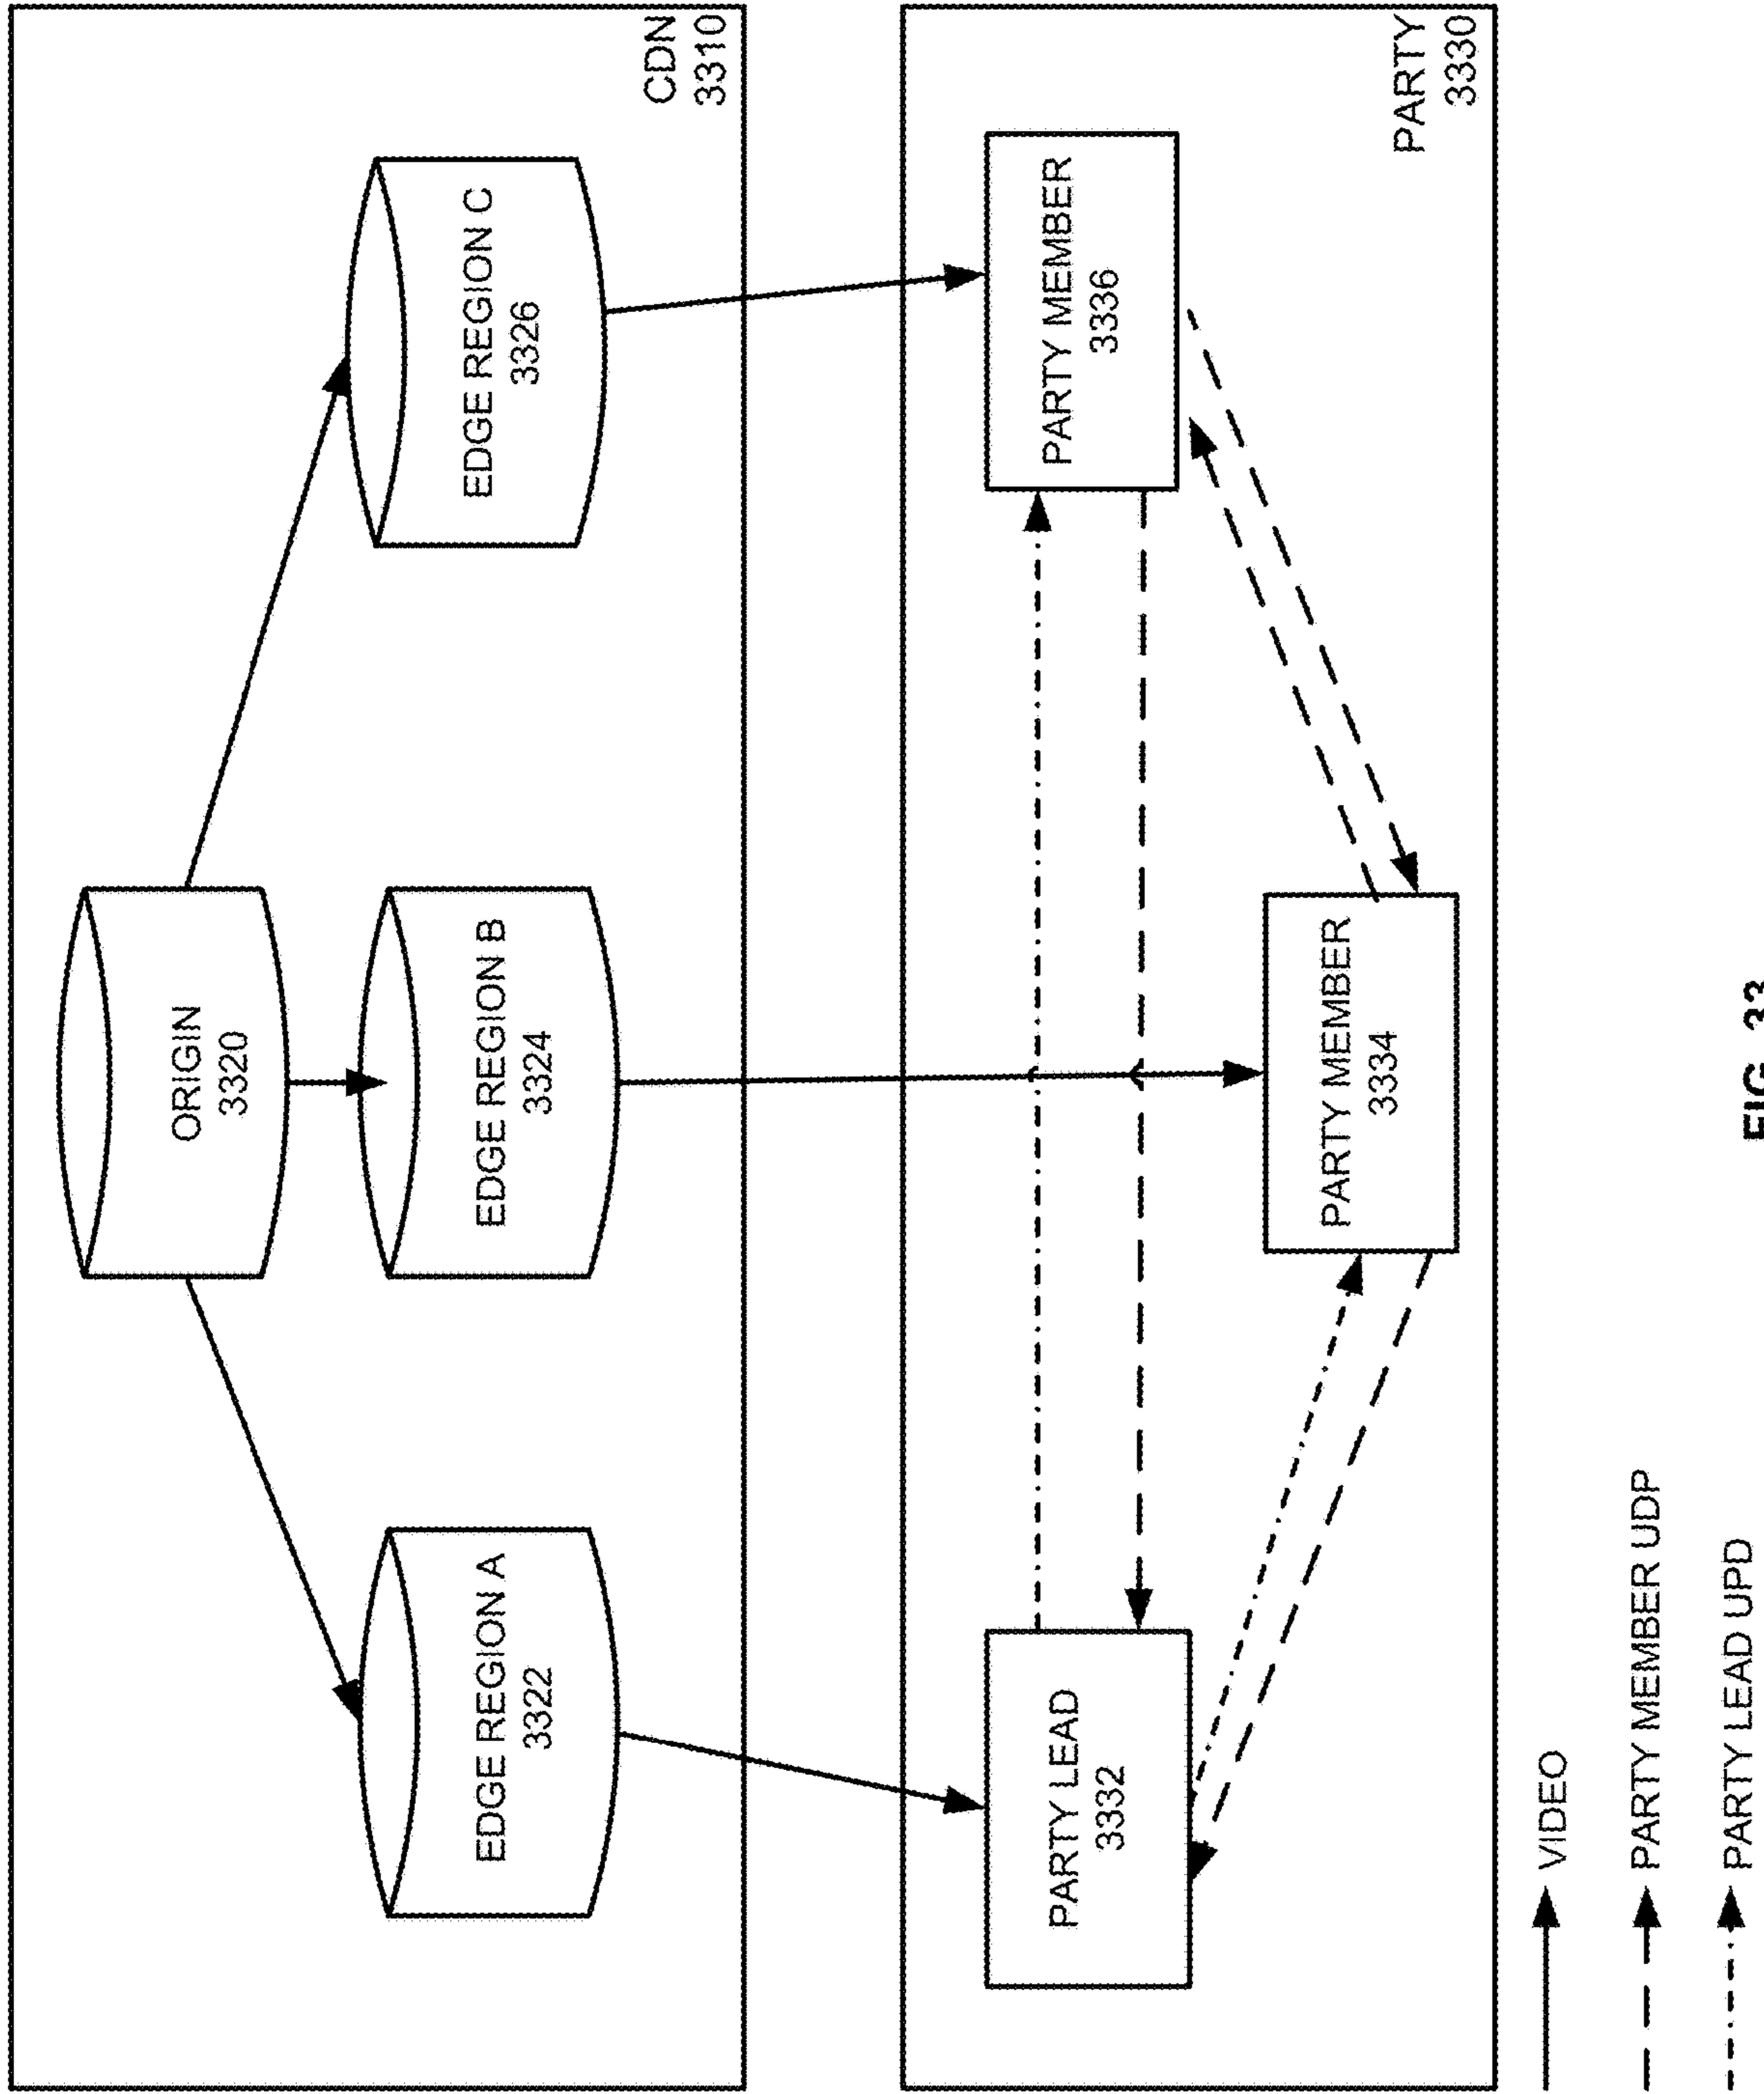 ORIGIN
3320
EDGE REGION A
3322
EDGE REGION B
3324
EDGE REGION C
3326
CDN
3310
PARTY LEAD
3332
PARTY MEMBER
3336
PARTY MEMBER
3334
PARTY
3330
VIDEO
PARTY MEMBER UDP
PARTY LEAD UPD
FIG. 33